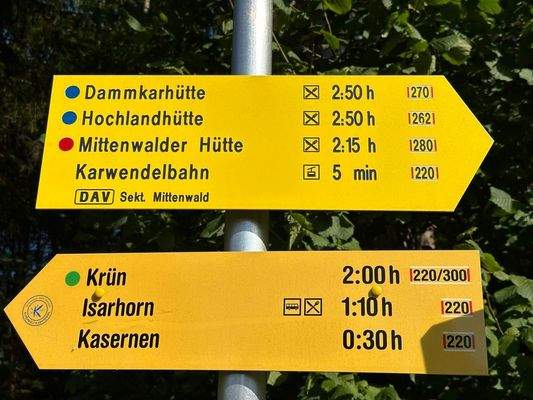 Dammkarhütte 2:50 h 270
Hochlandhütte 2:50 h 262
Mittenwalder Hütte 2:15 h 280
Karwendelbahn 5 min 220
DAV Sekt. Mittenwald
Krün 2:00 h 220/300
Isarhorn 1:10 h 220
Kasernen 0:30 h 220
K